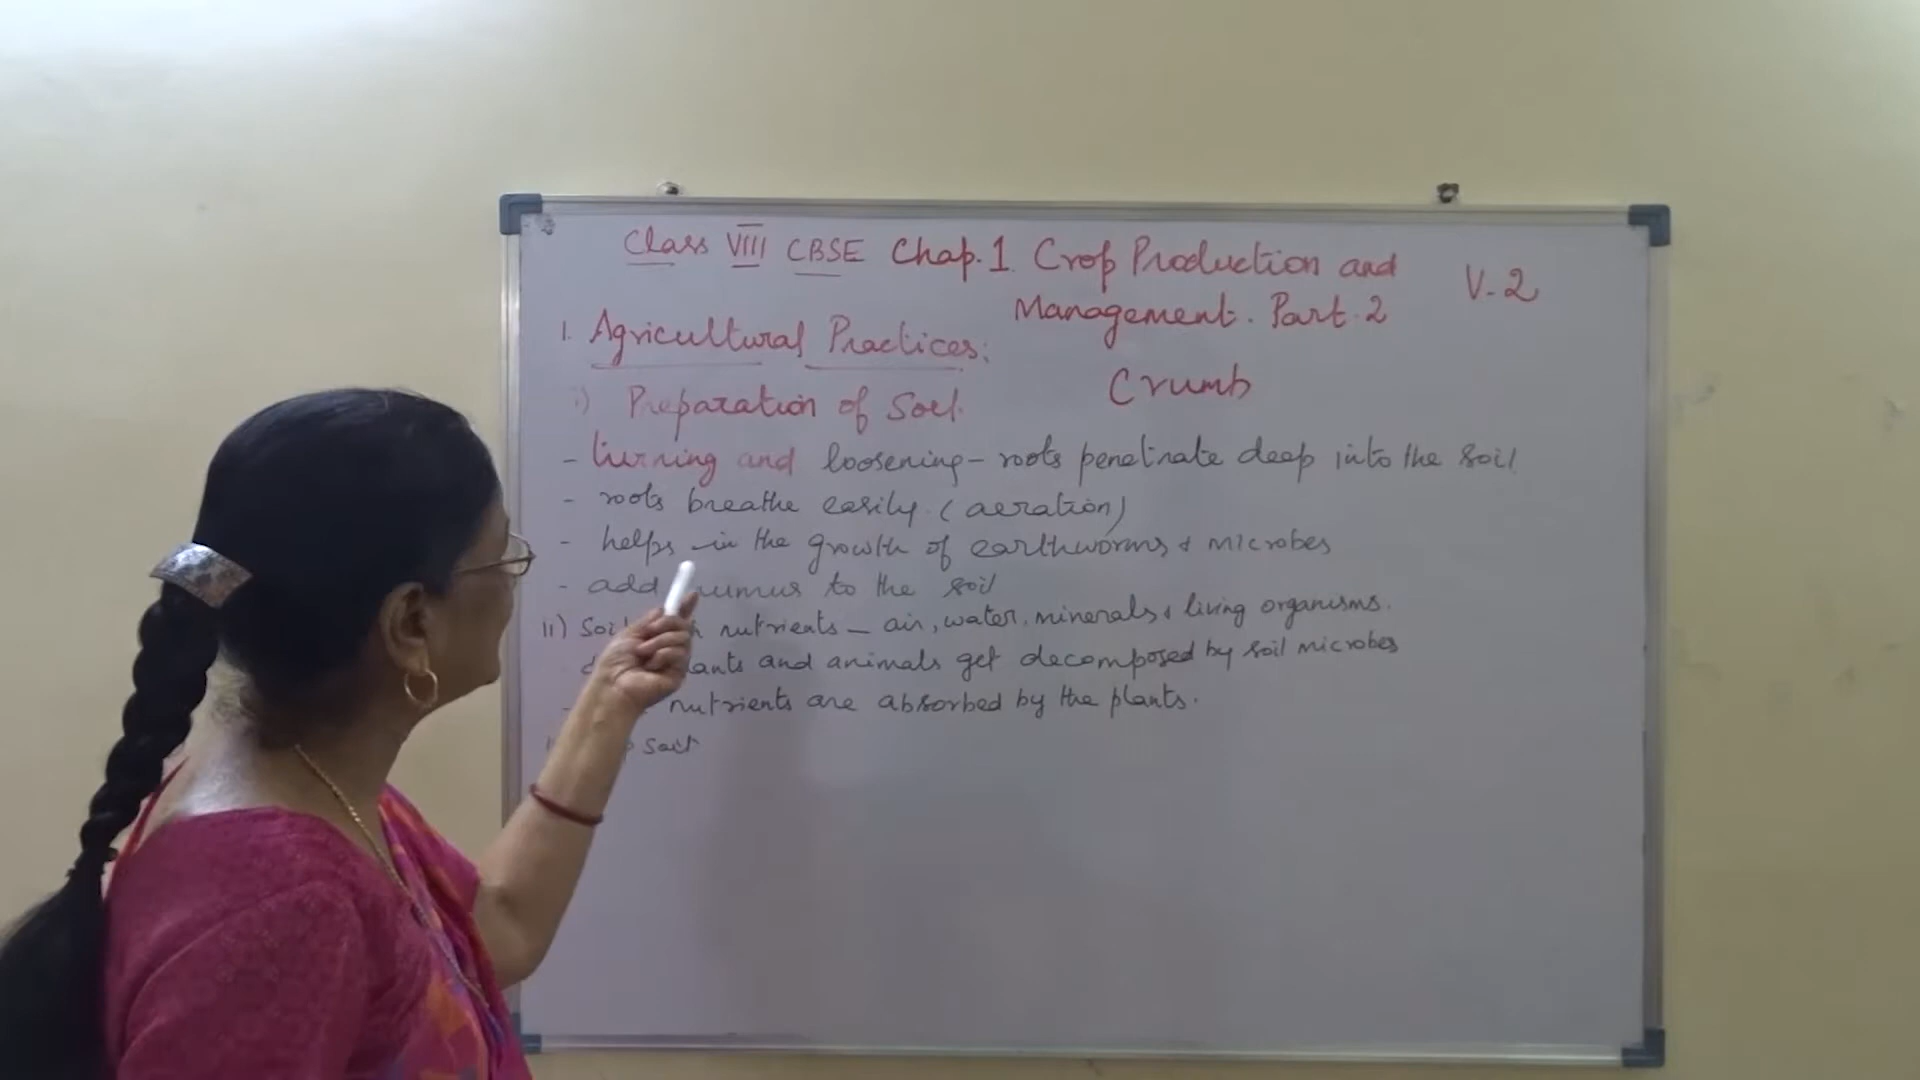 Class VIII CBSE Chap.1 Crop Production and
Management. Part.2
V.2
1. Agricultural Practices:
i) Preparation of Soil.
Crumb
- turning and loosening - roots penetrate deep into the soil
- roots breathe easily (aeration)
- helps in the growth of earthworms & microbes
- add humus to the soil
ii) Soil nutrients - air, water, minerals & living organisms.
and animals get decomposed by soil microbes
nutrients are absorbed by the plants.
soil